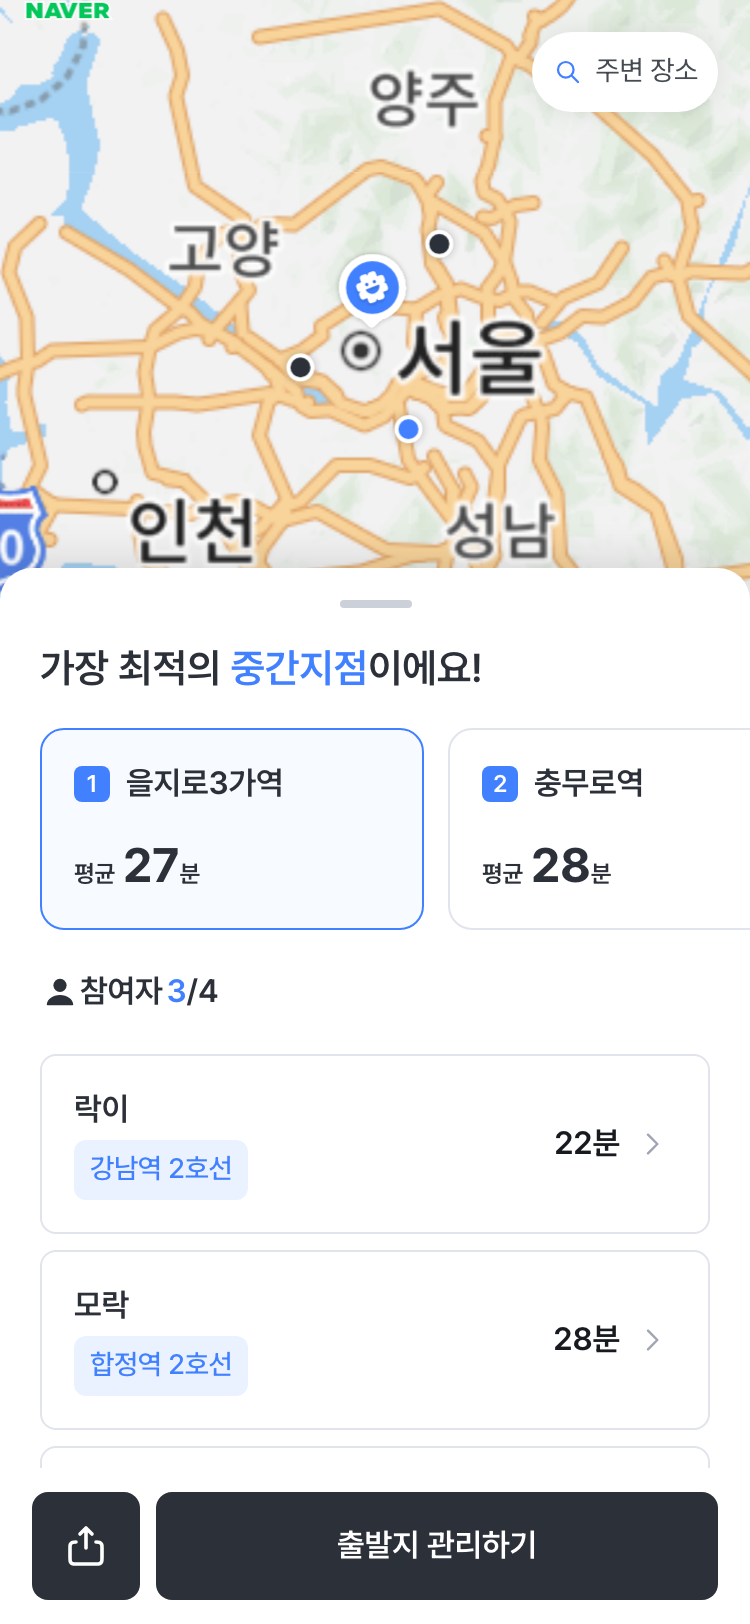 NAVER
주변 장소
양주
고양
서울
인천
성남
0
가장 최적의 중간지점이에요!
1 을지로3가역
평균 27분
2 충무로역
평균 28분
참여자 3/4
락이
강남역 2호선
22분
모락
합정역 2호선
28분
출발지 관리하기